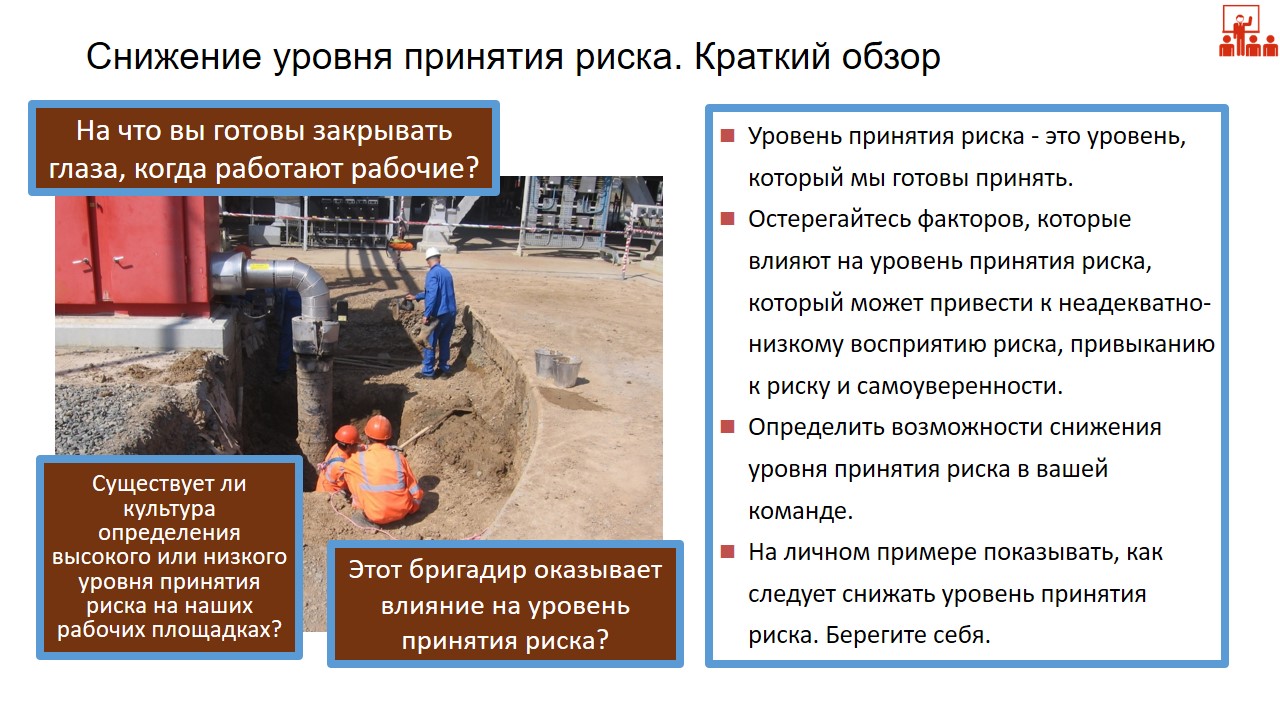 Снижение уровня принятия риска. Краткий обзор
На что вы готовы закрывать
глаза, когда работают рабочие?
Существует ли
культура
определения
высокого или низкого
уровня принятия
риска на наших
рабочих площадках?
Этот бригадир оказывает
влияние на уровень
принятия риска?
Уровень принятия риска - это уровень,
который мы готовы принять.
Остерегайтесь факторов, которые
влияют на уровень принятия риска,
который может привести к неадекватно-
низкому восприятию риска, привыканию
к риску и самоуверенности.
Определить возможности снижения
уровня принятия риска в вашей
команде.
На личном примере показывать, как
следует снижать уровень принятия
риска. Берегите себя.